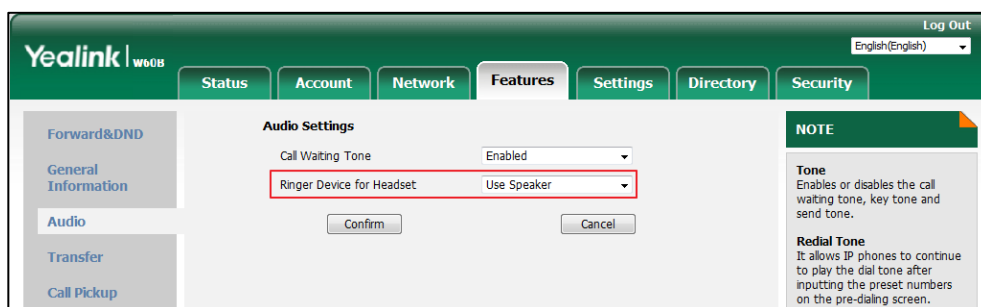 Log Out
Yealink | W60B
English(English)
Status Account Network Features Settings Directory Security
Forward&DND
General
Information
Audio
Transfer
Call Pickup
Audio Settings
Call Waiting Tone Enabled
Ringer Device for Headset Use Speaker
Confirm Cancel
NOTE
Tone
Enables or disables the call
waiting tone, key tone and
send tone.
Redial Tone
It allows IP phones to continue
to play the dial tone after
inputting the preset numbers
on the pre-dialing screen.